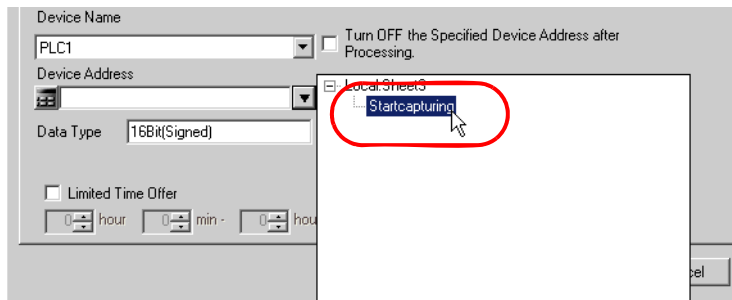 Device Name
PLC1
Turn OFF the Specified Device Address after
Processing.
Device Address
Local.Sheet3
Startcapturing
Data Type 16Bit(Signed)
Limited Time Offer
0 hour 0 min - 0 hou
cel